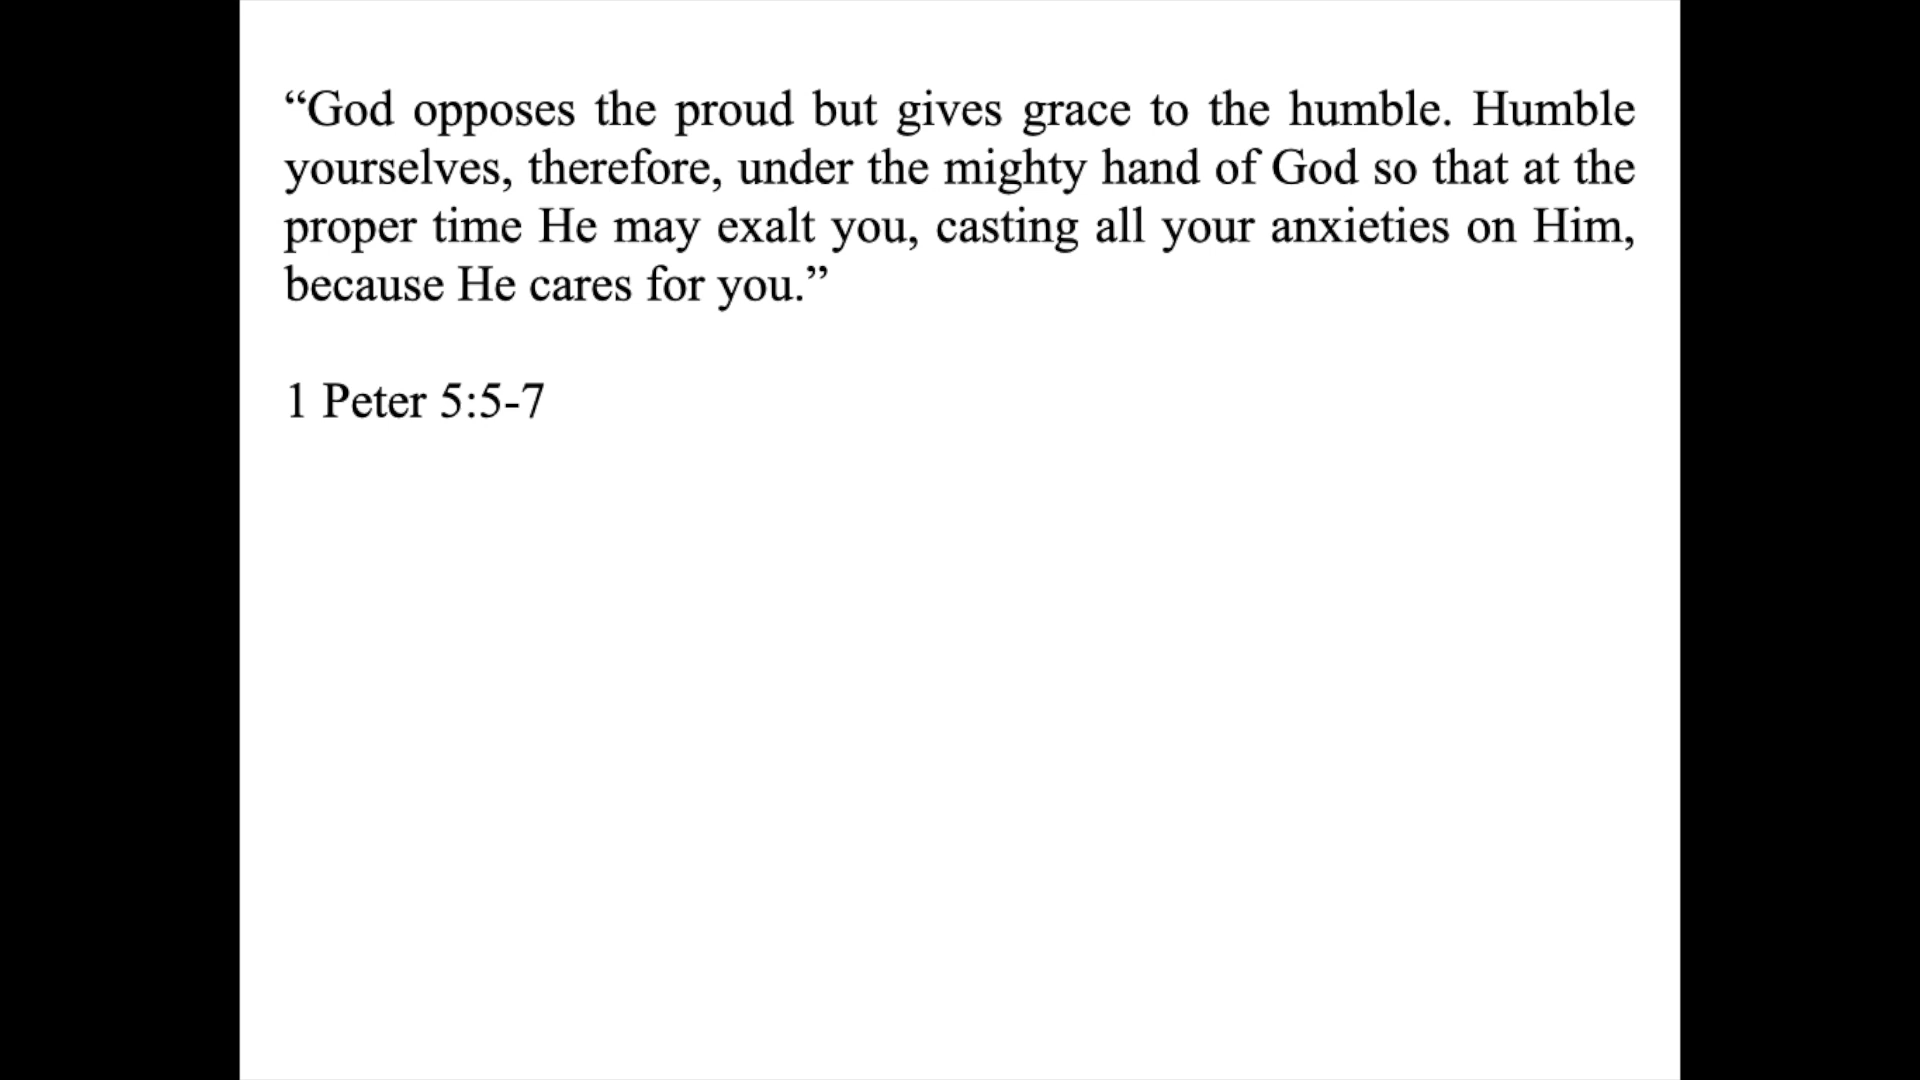 “God opposes the proud but gives grace to the humble. Humble
yourselves, therefore, under the mighty hand of God so that at the
proper time He may exalt you, casting all your anxieties on Him,
because He cares for you.”
1 Peter 5:5-7